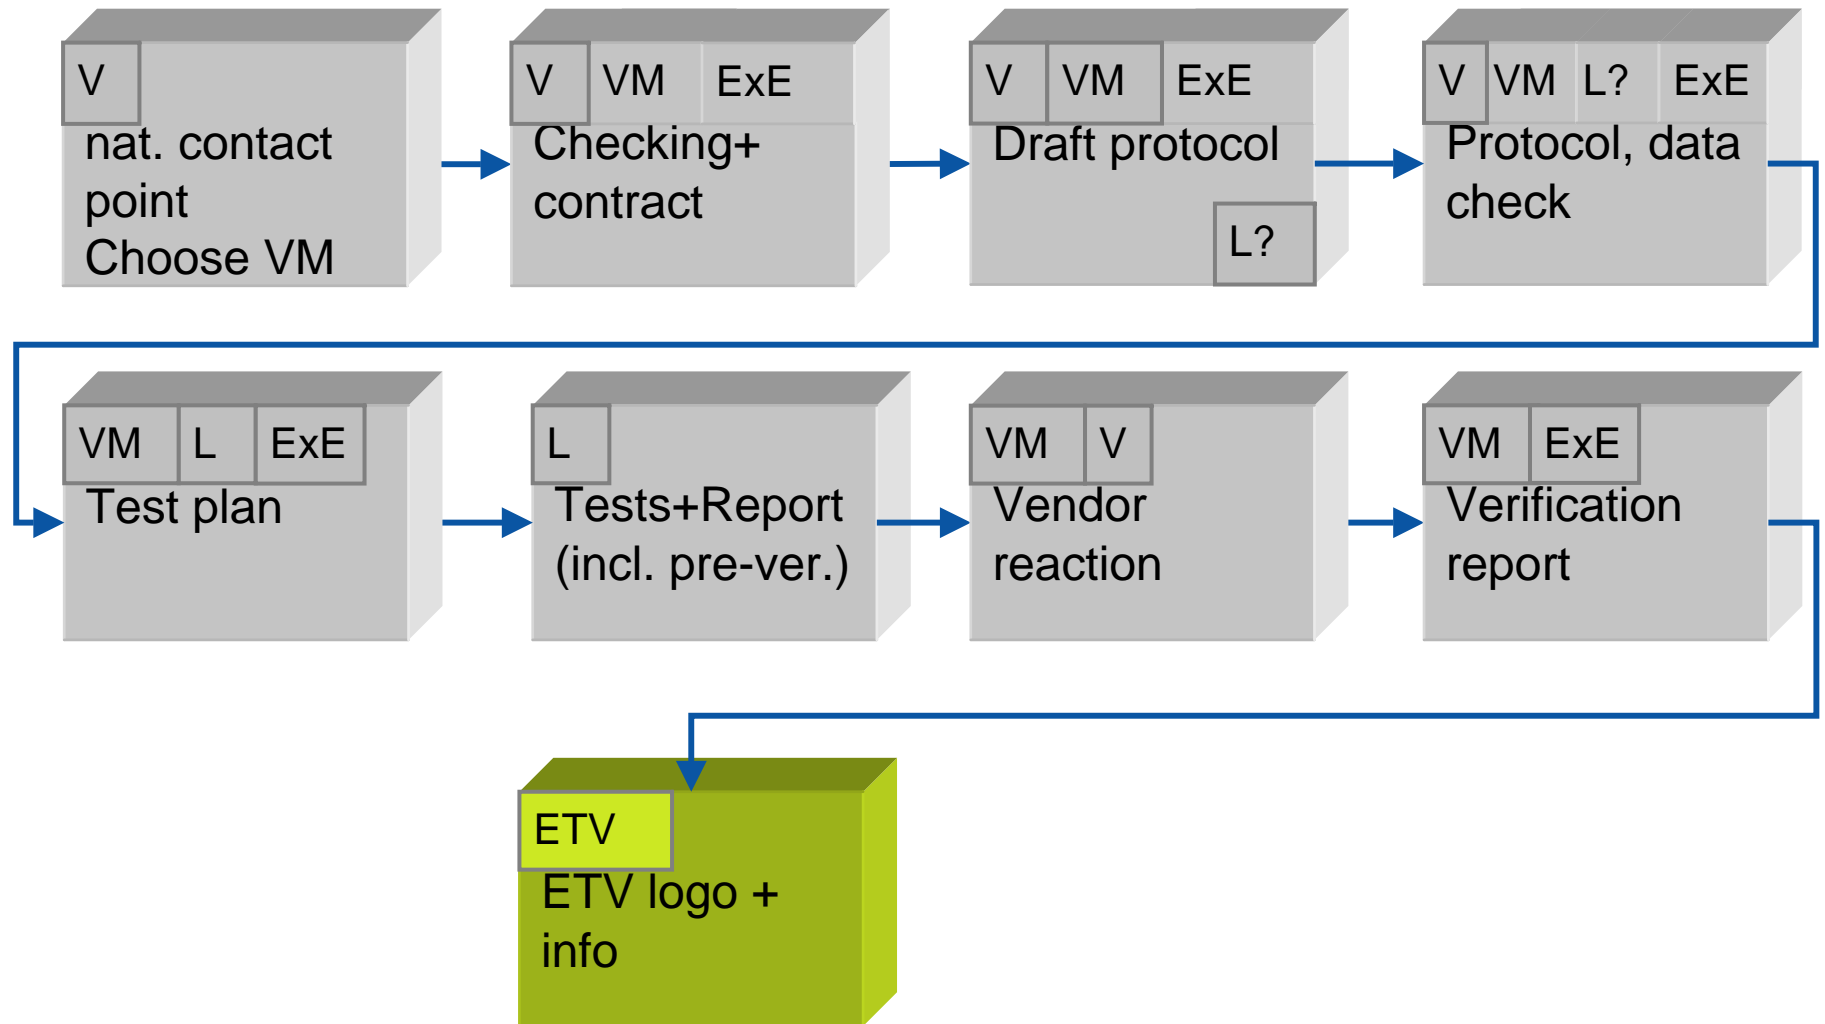 V
nat. contact
point
Choose VM
V VM ExE
Checking+
contract
V VM ExE
Draft protocol
L?
V VM L? ExE
Protocol, data
check
VM L ExE
Test plan
L
Tests+Report
(incl. pre-ver.)
VM V
Vendor
reaction
VM ExE
Verification
report
ETV
ETV logo +
info